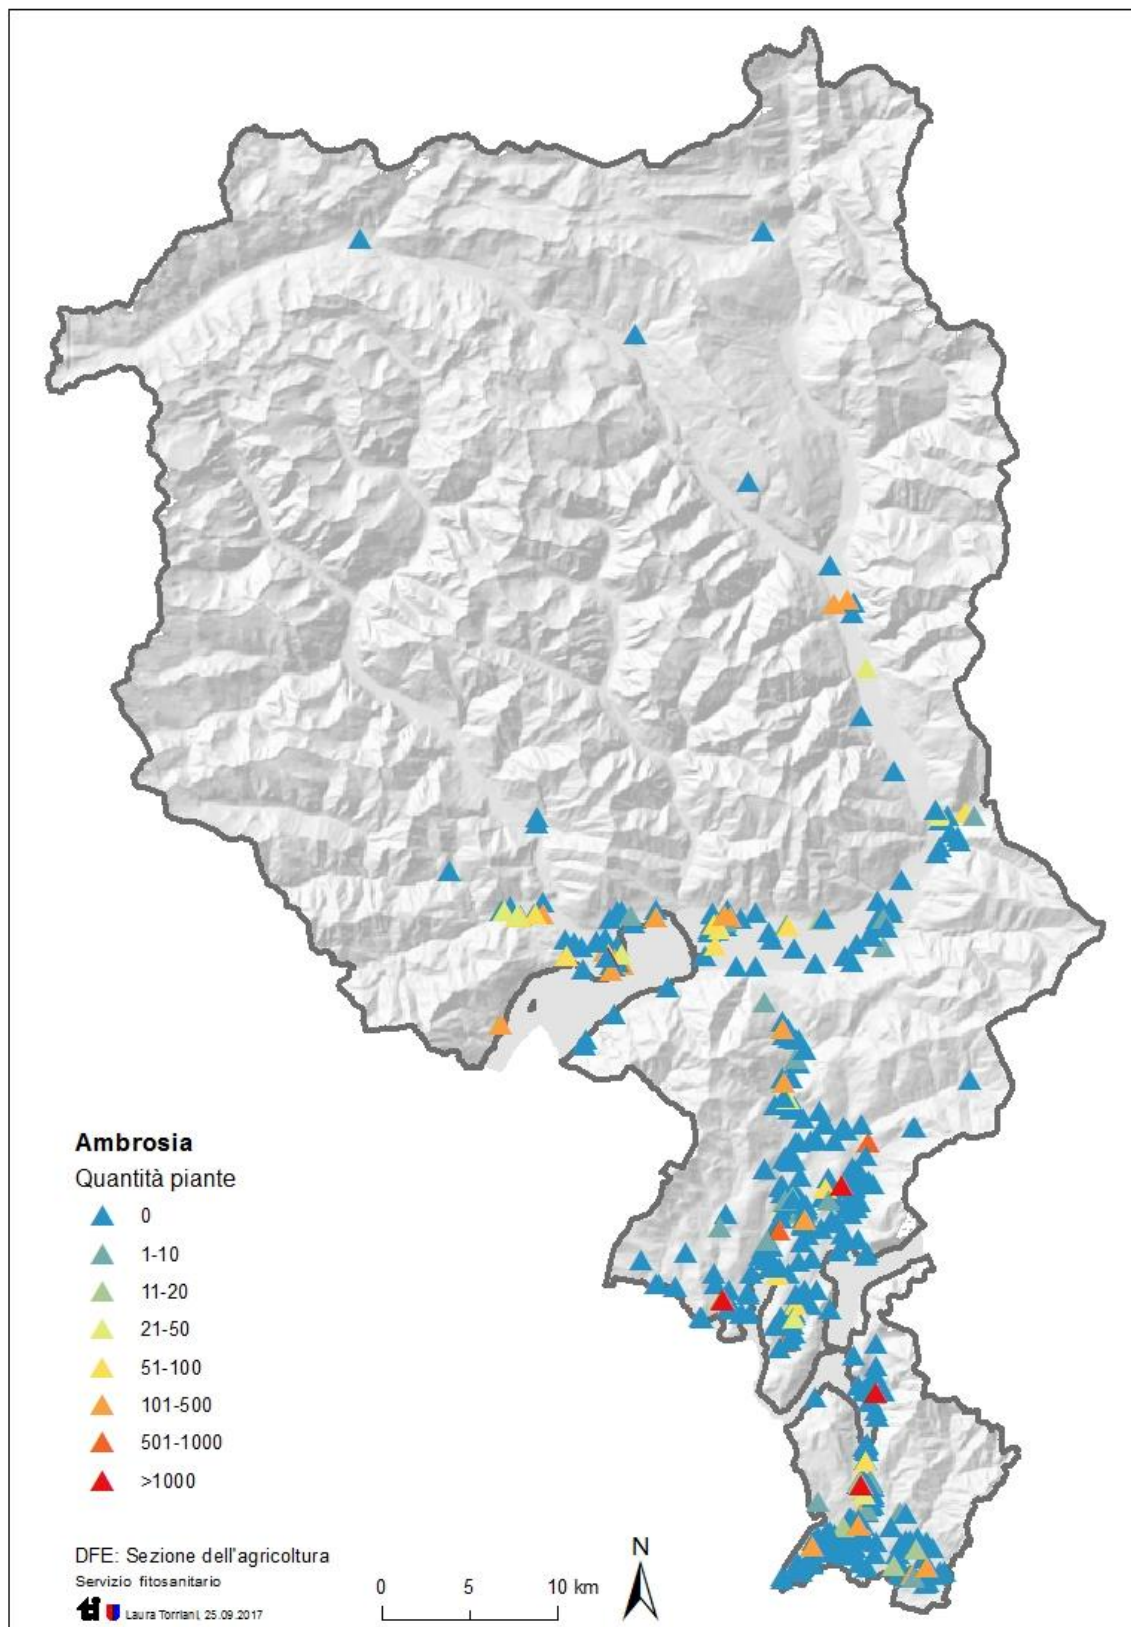 Ambrosia
Quantità piante
0
1-10
11-20
21-50
51-100
101-500
501-1000
>1000
DFE: Sezione dell'agricoltura
Servizio fitosanitario
ti Laura Torriani, 25.09.2017
0 5 10 km
N